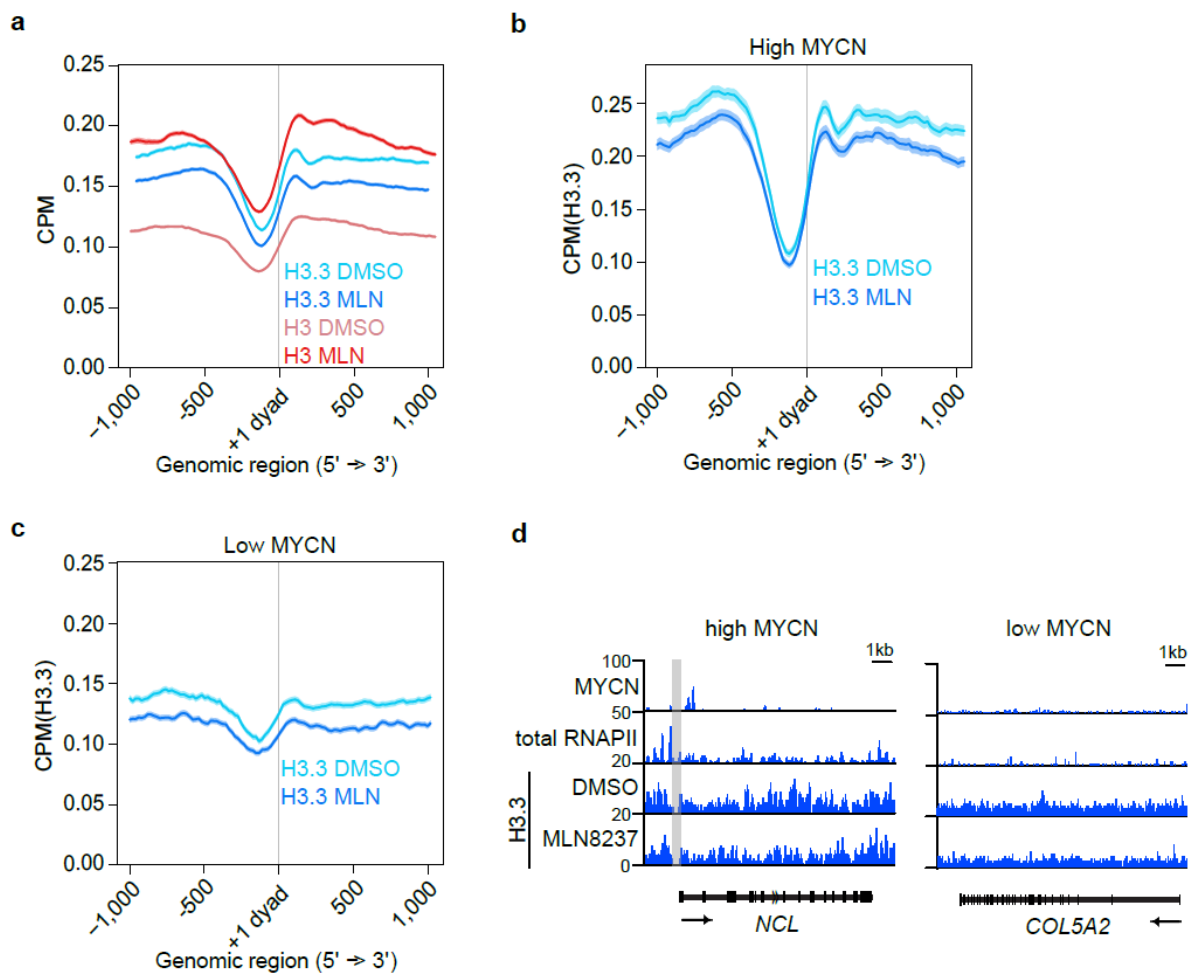 a
CPM
0.25
0.20
0.15
0.10
0.05
0.00
H3.3 DMSO
H3.3 MLN
H3 DMSO
H3 MLN
−1,000
-500
+1 dyad
500
1,000
Genomic region (5' → 3')
b
High MYCN
CPM(H3.3)
0.25
0.20
0.15
0.10
0.05
0.00
H3.3 DMSO
H3.3 MLN
−1,000
-500
+1 dyad
500
1,000
Genomic region (5' → 3')
c
Low MYCN
CPM(H3.3)
0.25
0.20
0.15
0.10
0.05
0.00
H3.3 DMSO
H3.3 MLN
−1,000
-500
+1 dyad
500
1,000
Genomic region (5' → 3')
d
high MYCN
low MYCN
1kb
1kb
100
MYCN
50
total RNAPII
20
H3.3
DMSO
20
MLN8237
0
NCL
COL5A2